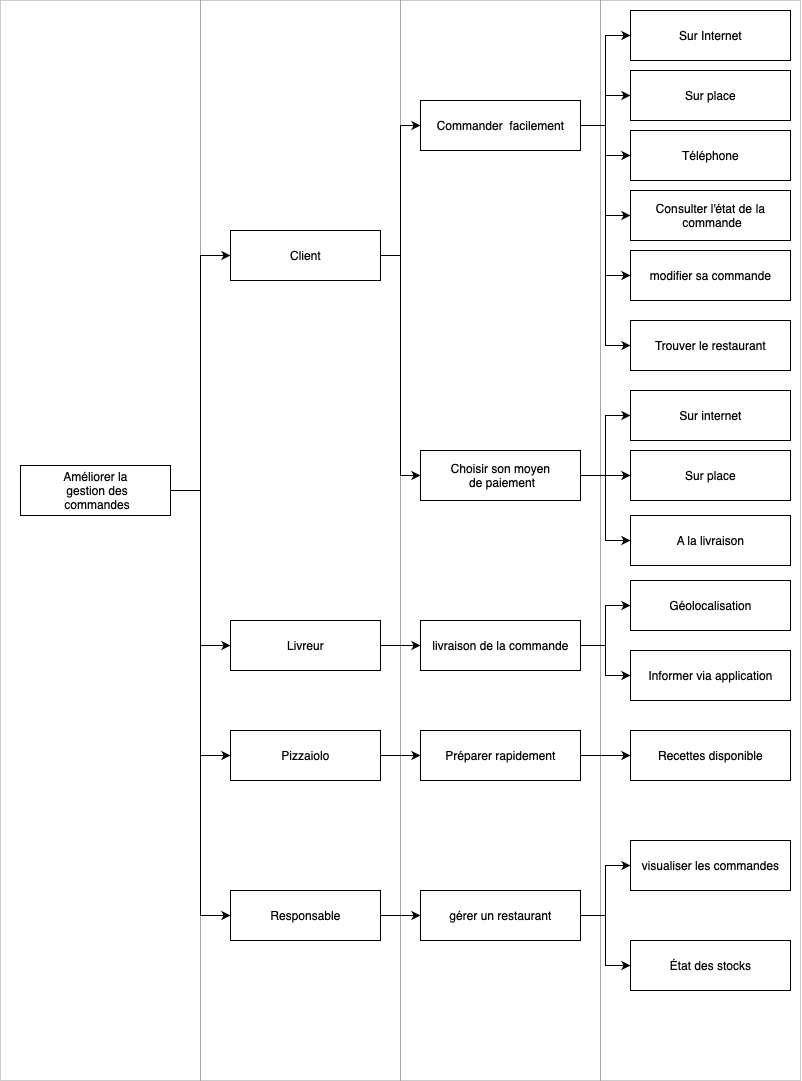 Améliorer la
gestion des
commandes
Client
Commander facilement
Sur Internet
Sur place
Téléphone
Consulter l'état de la
commande
modifier sa commande
Trouver le restaurant
Choisir son moyen
de paiement
Sur internet
Sur place
A la livraison
Livreur
livraison de la commande
Géolocalisation
Informer via application
Pizzaiolo
Préparer rapidement
Recettes disponible
Responsable
gérer un restaurant
visualiser les commandes
État des stocks